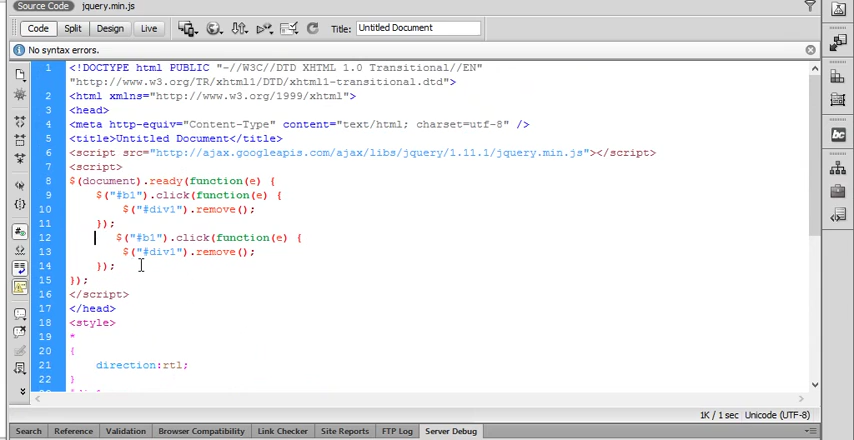 Source Code jquery.min.js
Code Split Design Live Title: Untitled Document
No syntax errors.
1 <!DOCTYPE html PUBLIC "-//W3C//DTD XHTML 1.0 Transitional//EN"
"http://www.w3.org/TR/xhtml1/DTD/xhtml1-transitional.dtd">
2 <html xmlns="http://www.w3.org/1999/xhtml">
3 <head>
4 <meta http-equiv="Content-Type" content="text/html; charset=utf-8" />
5 <title>Untitled Document</title>
6 <script src="http://ajax.googleapis.com/ajax/libs/jquery/1.11.1/jquery.min.js"></script>
7 <script>
8 $(document).ready(function(e) {
9 $("#b1").click(function(e) {
10 $("#div1").remove();
11 });
12 $("#b1").click(function(e) {
13 $("#div1").remove();
14 });
15 });
16 </script>
17 </head>
18 <style>
19 *
20 {
21 direction:rtl;
22 }
1K / 1 sec Unicode (UTF-8)
Search Reference Validation Browser Compatibility Link Checker Site Reports FTP Log Server Debug